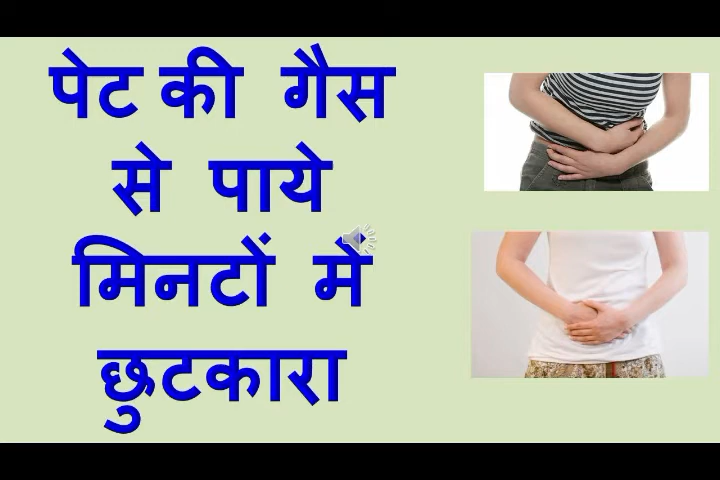 पेट की गैस
से पाये
मिनटों में
छुटकारा